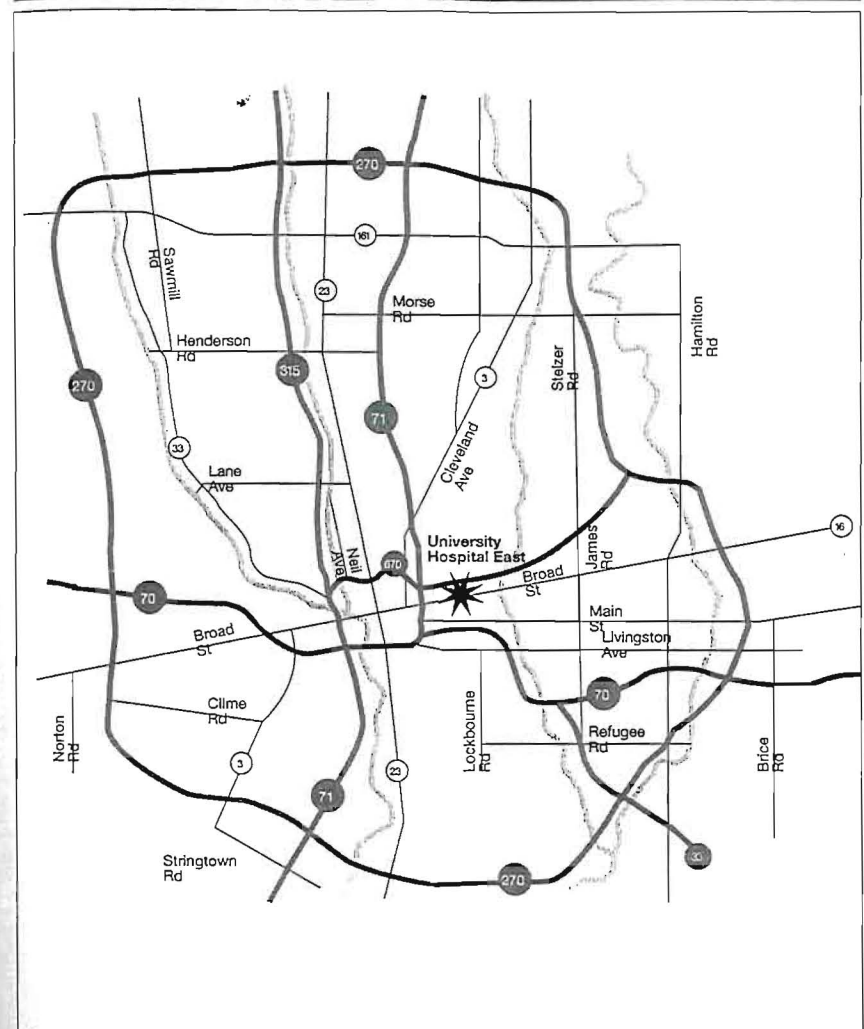 270
161
Sawmill
Rd
23
Morse
Rd
Hamilton
Rd
Henderson
Rd
315
Stelzer
Rd
3
270
71
33
Cleveland
Ave
Lane
Ave
16
University
Hospital East
Neil
Ave
670
James
Rd
Broad
St
70
Main
St
Broad
St
Livingston
Ave
70
Clime
Rd
Norton
Rd
Lockbourne
Rd
Refugee
Rd
Brice
Rd
3
23
71
33
Stringtown
Rd
270